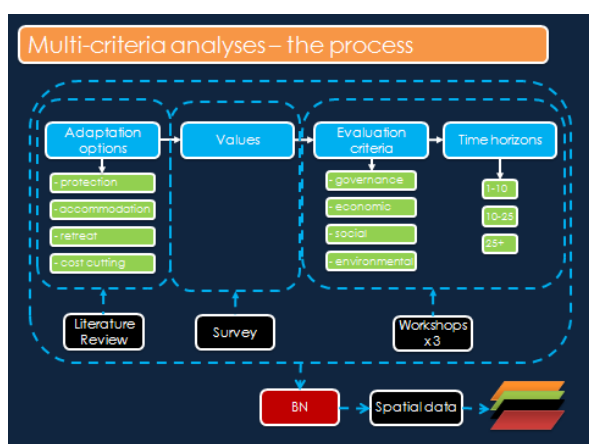 Multi-criteria analyses – the process
Adaptation
options
Values
Evaluation
criteria
Time horizons
- protection
- accommodation
- retreat
- cost cutting
- governance
- economic
- social
- environmental
1-10
10-25
25+
Literature
Review
Survey
Workshops
x3
BN
Spatial data